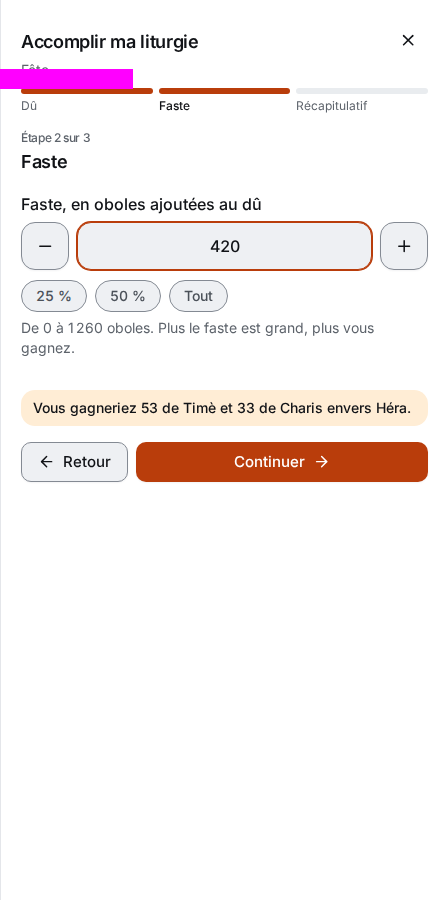 Accomplir ma liturgie
Dû
Faste
Récapitulatif
Étape 2 sur 3
Faste
Faste, en oboles ajoutées au dû
420
25 %
50 %
Tout
De 0 à 1 260 oboles. Plus le faste est grand, plus vous
gagnez.
Vous gagneriez 53 de Timè et 33 de Charis envers Héra.
Retour
Continuer